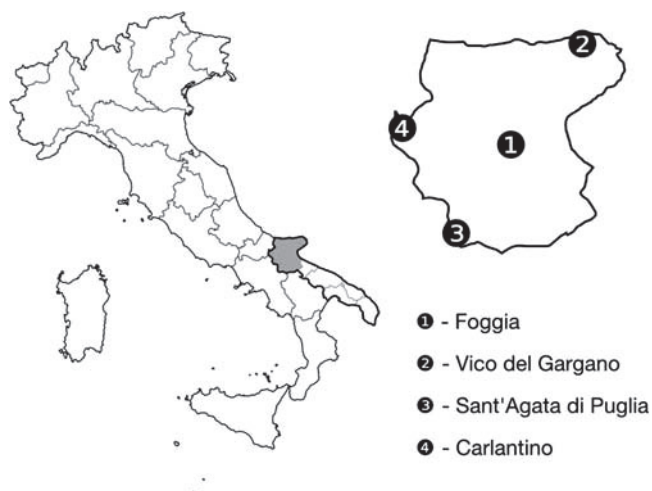 2
4
1
3
❶ - Foggia
❷ - Vico del Gargano
❸ - Sant'Agata di Puglia
❹ - Carlantino